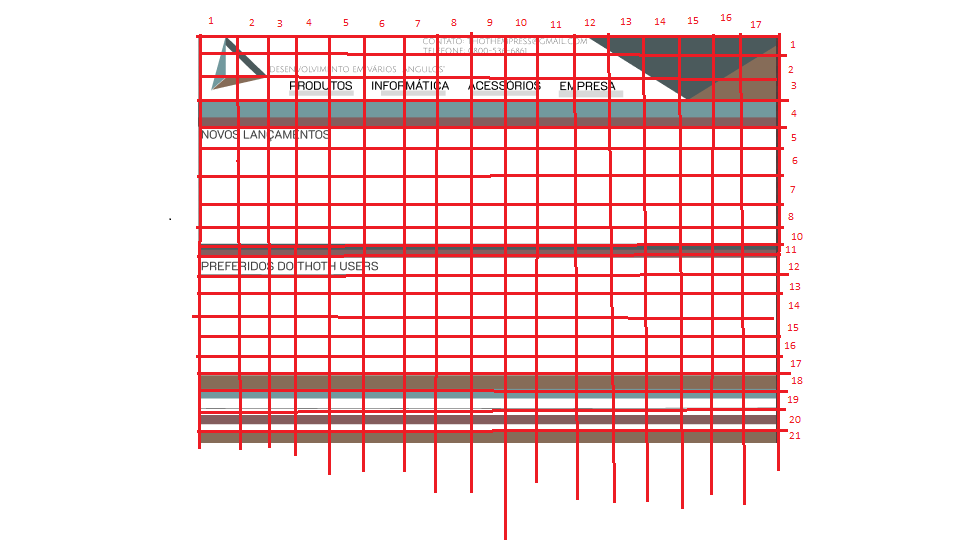 1 2 3 4 5 6 7 8 9 10 11 12 13 14 15 16 17
CONTATO: THOTHEXPRESS@GMAIL.COM
1
TELEFONE: 0800-536-6861
DESENVOLVIMENTO EM VÁRIOS "ÂNGULOS"
2
PRODUTOS INFORMÁTICA ACESSÓRIOS EMPRESA
3
4
NOVOS LANÇAMENTOS
5
6
7
8
10
11
PREFERIDOS DO THOTH USERS
12
13
14
15
16
17
18
19
20
21